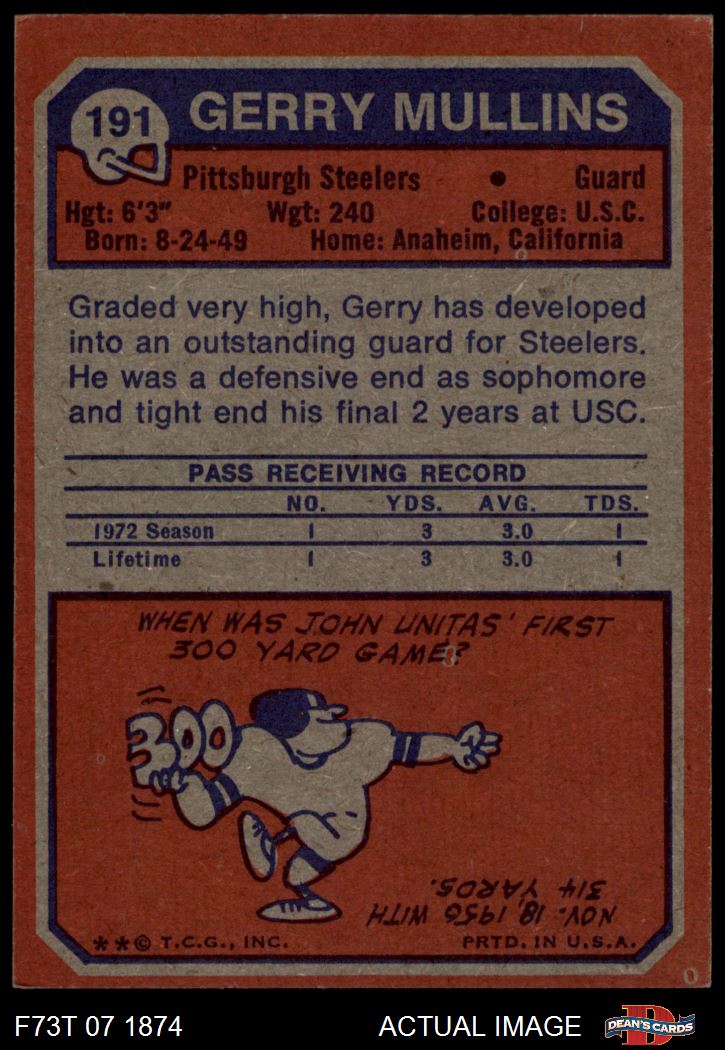 191 GERRY MULLINS
Pittsburgh Steelers • Guard
Hgt: 6'3" Wgt: 240 College: U.S.C.
Born: 8-24-49 Home: Anaheim, California
Graded very high, Gerry has developed
into an outstanding guard for Steelers.
He was a defensive end as sophomore
and tight end his final 2 years at USC.
PASS RECEIVING RECORD
NO. YDS. AVG. TDS.
1972 Season 1 3 3.0 1
Lifetime 1 3 3.0 1
WHEN WAS JOHN UNITAS' FIRST
300 YARD GAME?
300
NOV. 18, 1956 WITH
314 YARDS.
**© T.C.G., INC. PRTD. IN U.S.A.
F73T 07 1874 ACTUAL IMAGE
D
DEAN'S CARDS